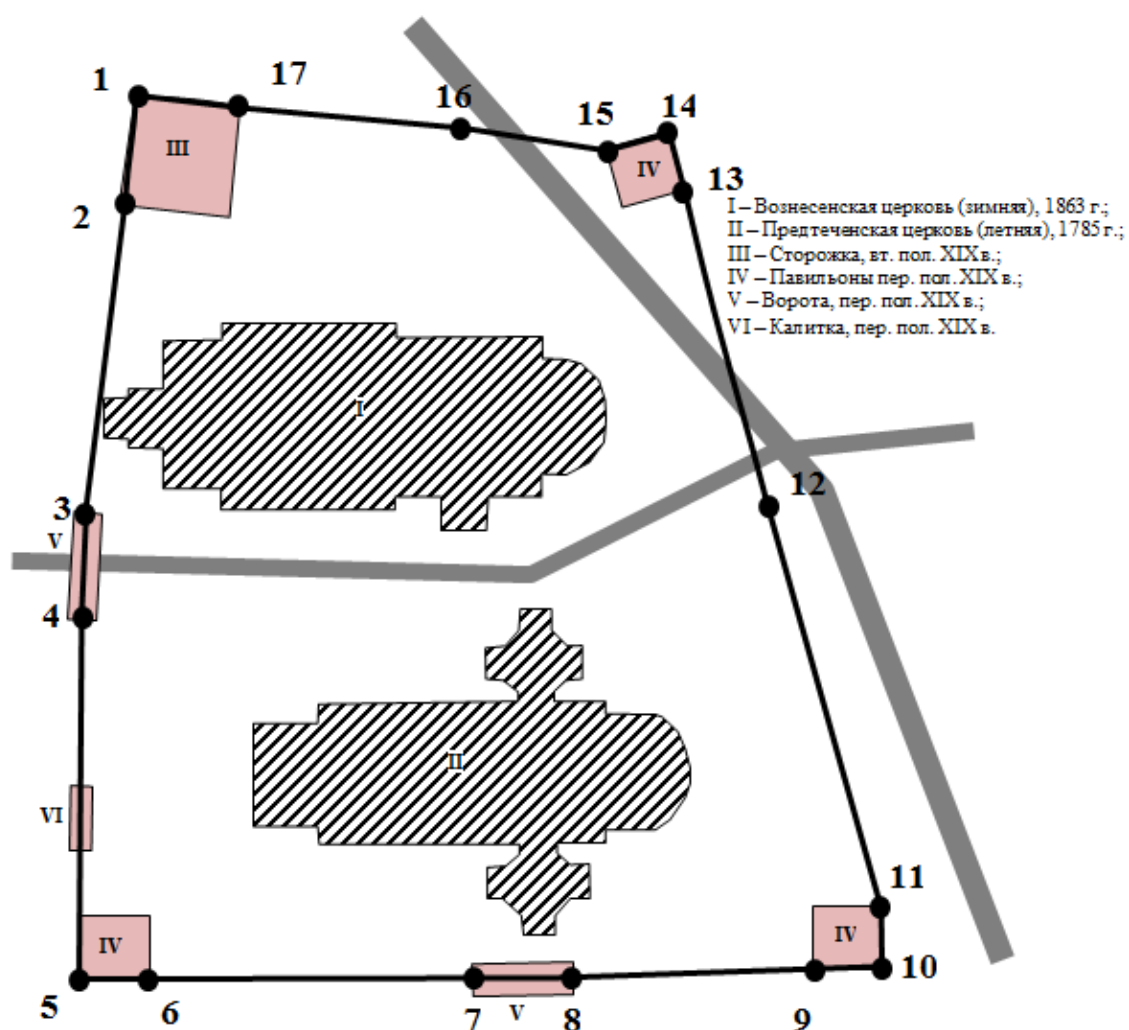 1
17
16
15
14
III
IV
13
2
I – Вознесенская церковь (зимняя), 1863 г.;
II – Предтеченская церковь (летняя), 1785 г.;
III – Сторожка, вт. пол. XIX в.;
IV – Павильоны пер. пол. XIX в.;
V – Ворота, пер. пол. XIX в.;
VI – Калитка, пер. пол. XIX в.
I
3
12
V
4
II
VI
11
IV
IV
10
5
6
7
V
8
9